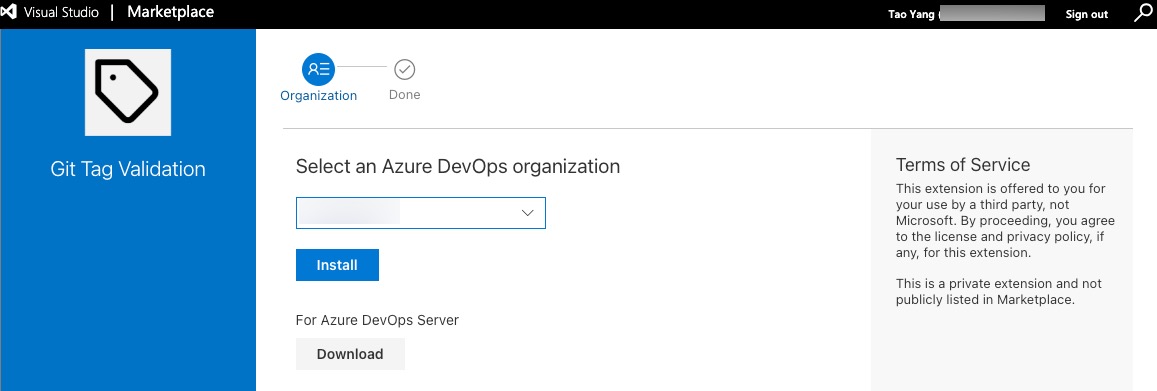 Visual Studio | Marketplace
Tao Yang (
Sign out
Organization
Done
Git Tag Validation
Select an Azure DevOps organization
Install
For Azure DevOps Server
Download
Terms of Service
This extension is offered to you for
your use by a third party, not
Microsoft. By proceeding, you agree
to the license and privacy policy, if
any, for this extension.
This is a private extension and not
publicly listed in Marketplace.